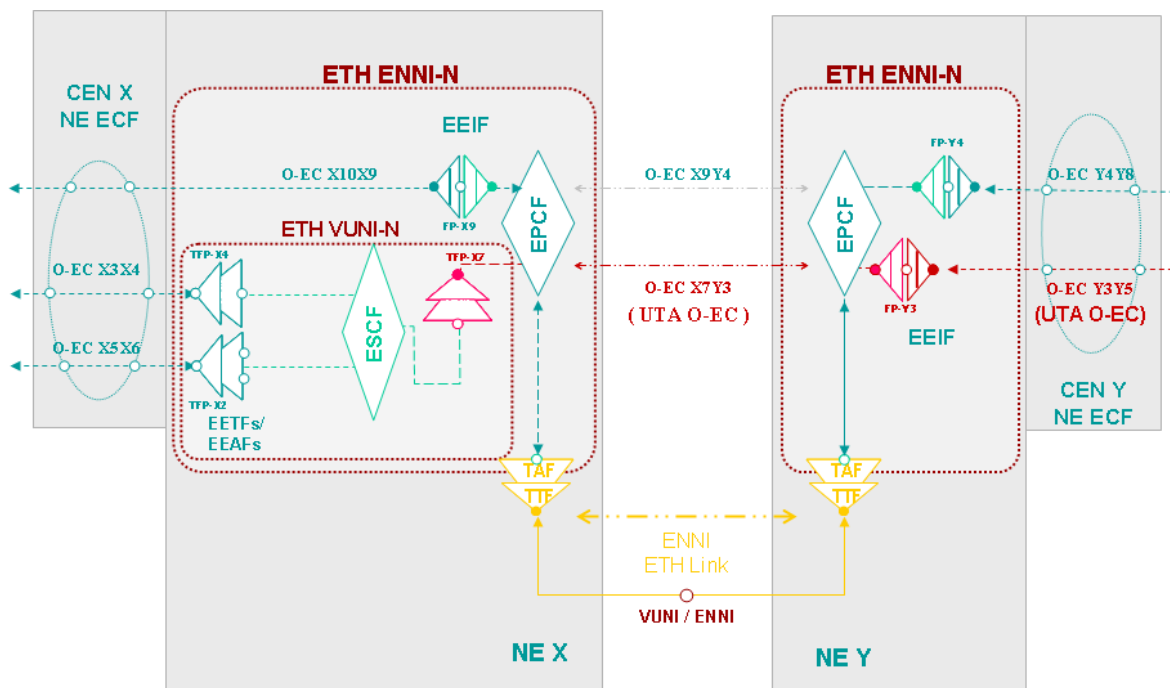 ETH ENNI-N
ETH ENNI-N
CEN X
NE ECF
EEIF
FP-Y4
O-EC X10X9
O-EC X9Y4
O-EC Y4Y8
FP-X9
ETH VUNI-N
EPCF
EPCF
TFP-X4
TFP-X7
O-EC X3X4
O-EC X7Y3
( UTA O-EC )
FP-Y3
O-EC Y3Y5
(UTA O-EC)
ESCF
EEIF
O-EC X5X6
TFP-X2
EETFs/
EEAFs
CEN Y
NE ECF
TAF
TTF
TAF
TTF
ENNI
ETH Link
VUNI / ENNI
NE X
NE Y